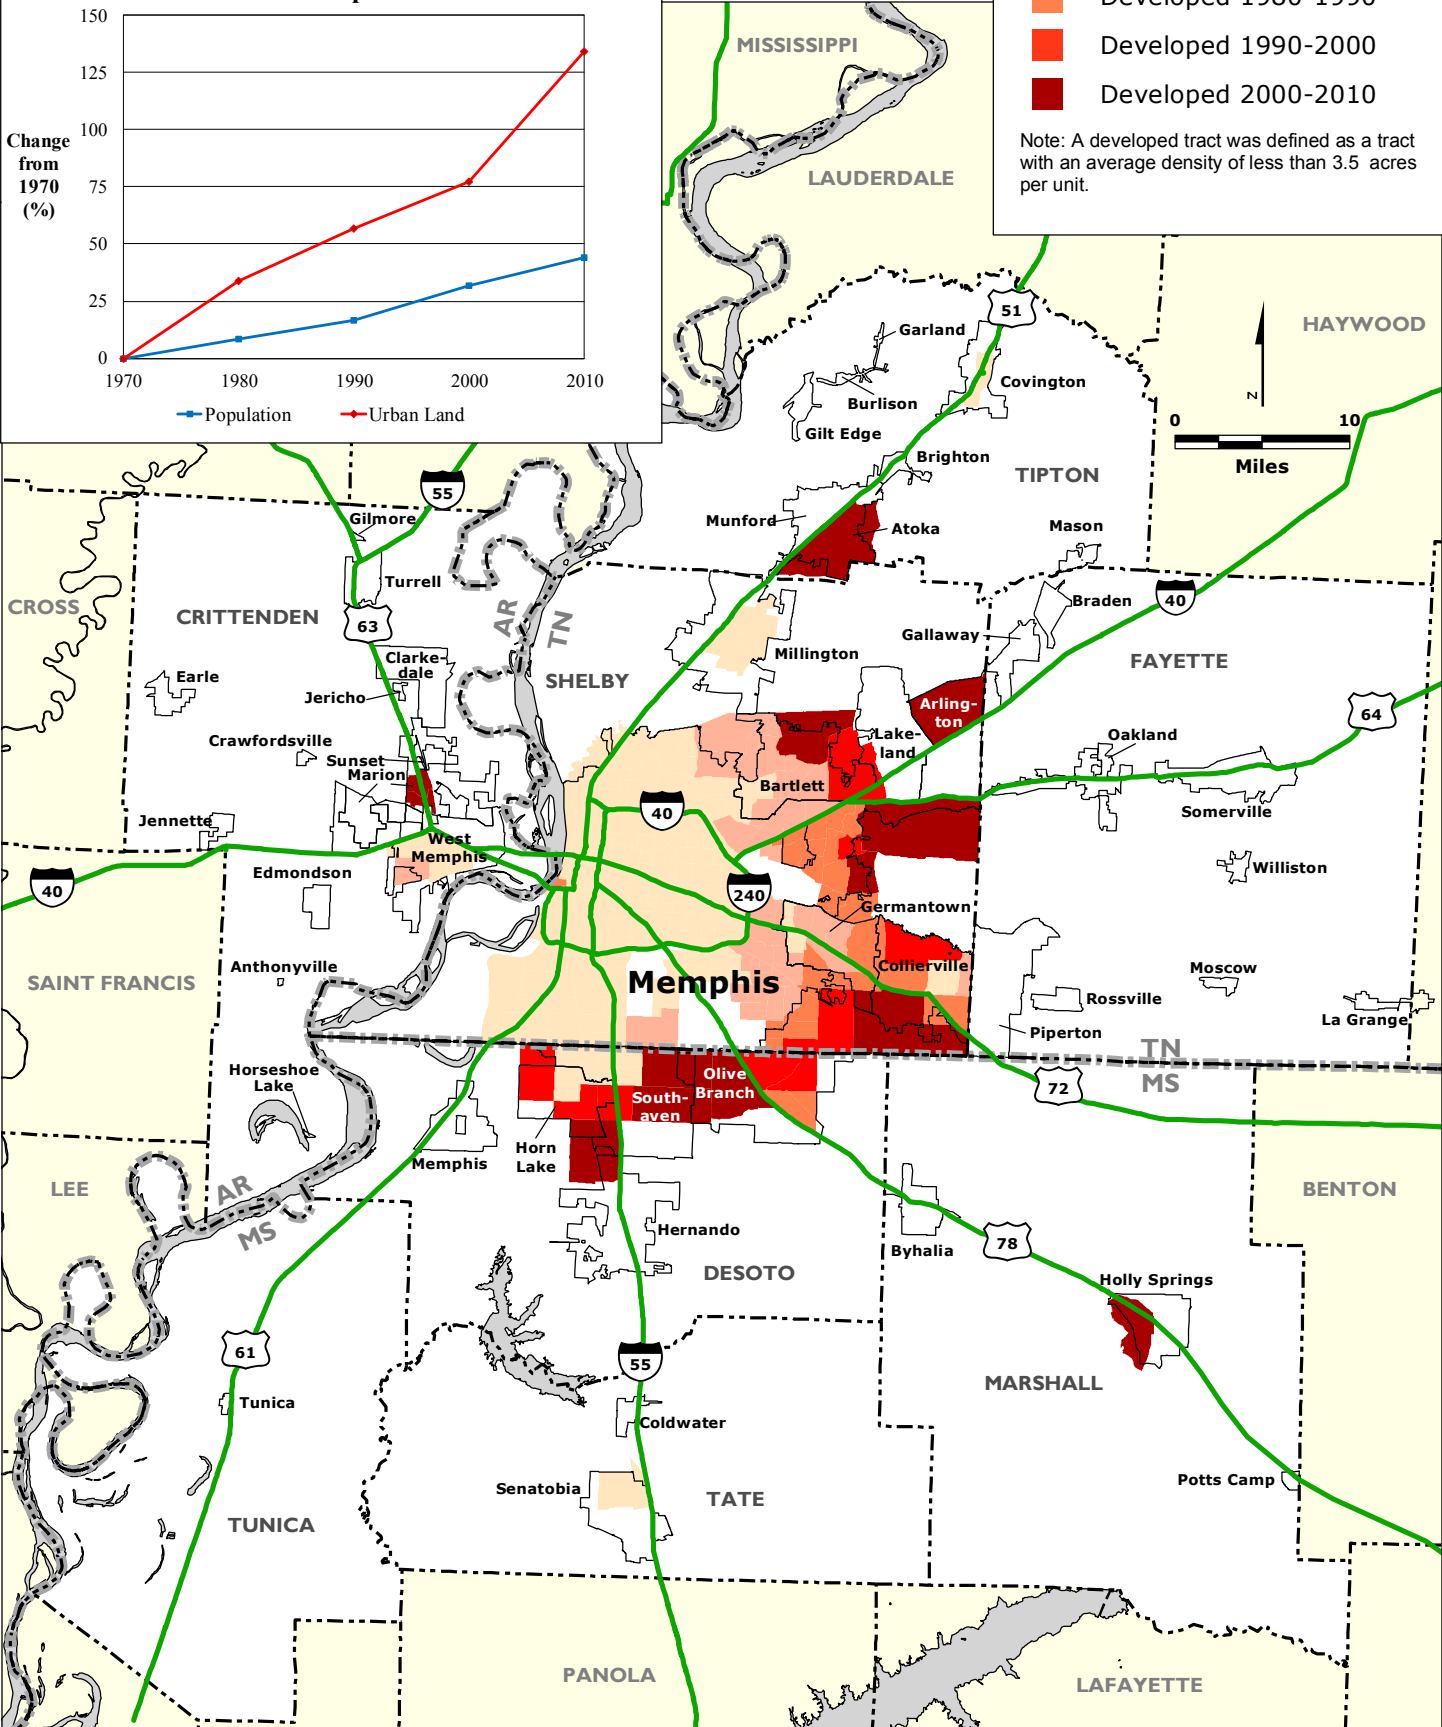 150
125
100
75
50
25
0
Change
from
1970
(%)
1970
1980
1990
2000
2010
Population
Urban Land
Developed 1980-1990
Developed 1990-2000
Developed 2000-2010
Note: A developed tract was defined as a tract
with an average density of less than 3.5 acres
per unit.
MISSISSIPPI
LAUDERDALE
HAYWOOD
51
Garland
Covington
Burlison
Gilt Edge
N
0 10
Miles
Brighton
TIPTON
55
Gilmore
Munford
Atoka
Mason
Turrell
CROSS
CRITTENDEN
63
AR
TN
Braden
40
Gallaway
Millington
FAYETTE
Clarke-
dale
Earle
Jericho
SHELBY
Arling-
ton
64
Crawfordsville
Sunset
Marion
Lake-
land
Oakland
Bartlett
40
Somerville
Jennette
West
Memphis
Edmondson
40
240
Williston
Germantown
Anthonyville
SAINT FRANCIS
Memphis
Collierville
Moscow
Rossville
La Grange
Piperton
TN
MS
Horseshoe
Lake
72
Olive
Branch
South-
aven
Horn
Lake
Memphis
LEE
AR
MS
BENTON
Hernando
Byhalia
78
DESOTO
Holly Springs
61
55
MARSHALL
Tunica
Coldwater
Senatobia
TATE
Potts Camp
TUNICA
PANOLA
LAFAYETTE